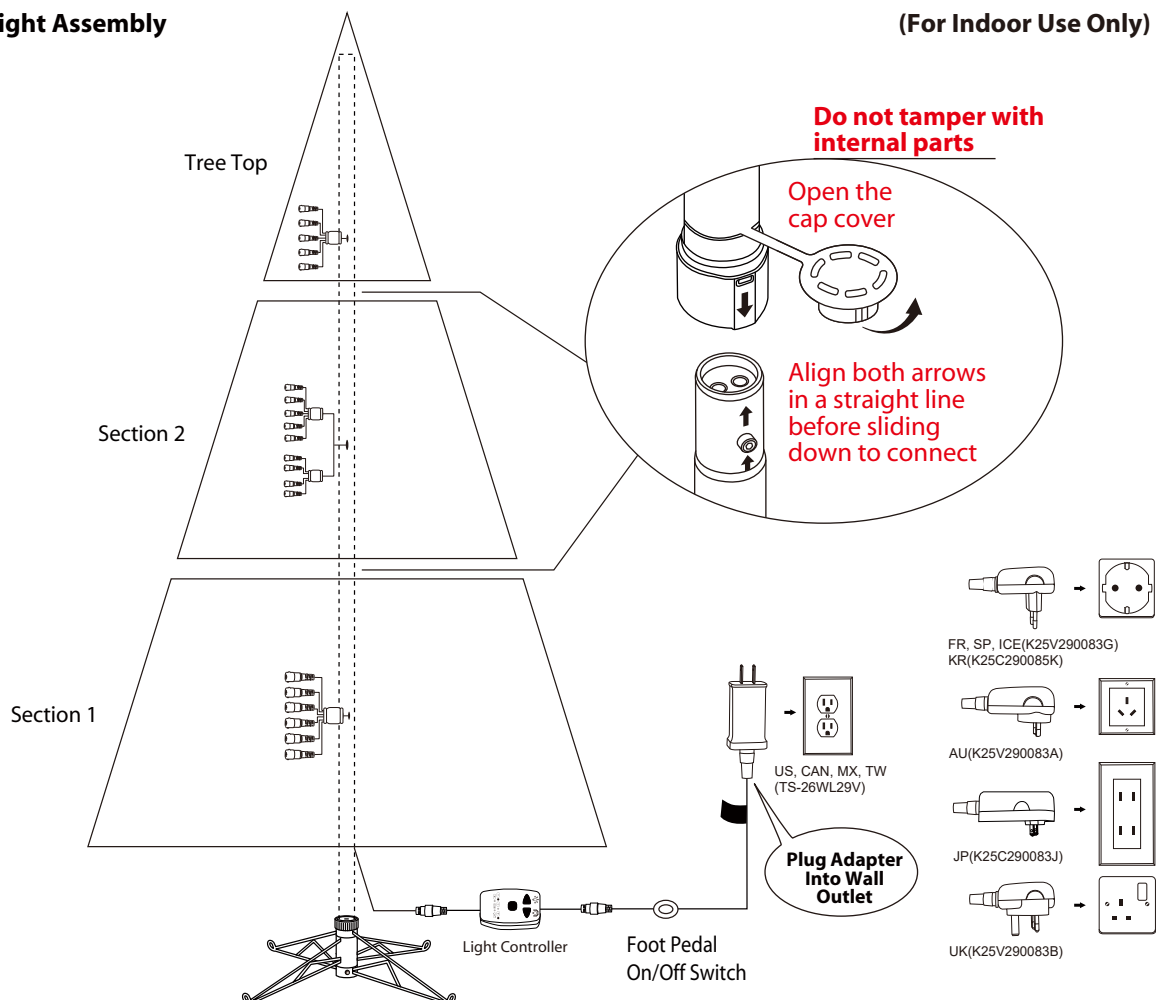 ight Assembly
(For Indoor Use Only)
Do not tamper with
internal parts
Open the
cap cover
Tree Top
Align both arrows
in a straight line
before sliding
down to connect
Section 2
Section 1
FR, SP, ICE(K25V290083G)
KR(K25C290085K)
AU(K25V290083A)
US, CAN, MX, TW
(TS-26WL29V)
JP(K25C290083J)
Plug Adapter
Into Wall
Outlet
Light Controller
Foot Pedal
On/Off Switch
UK(K25V290083B)